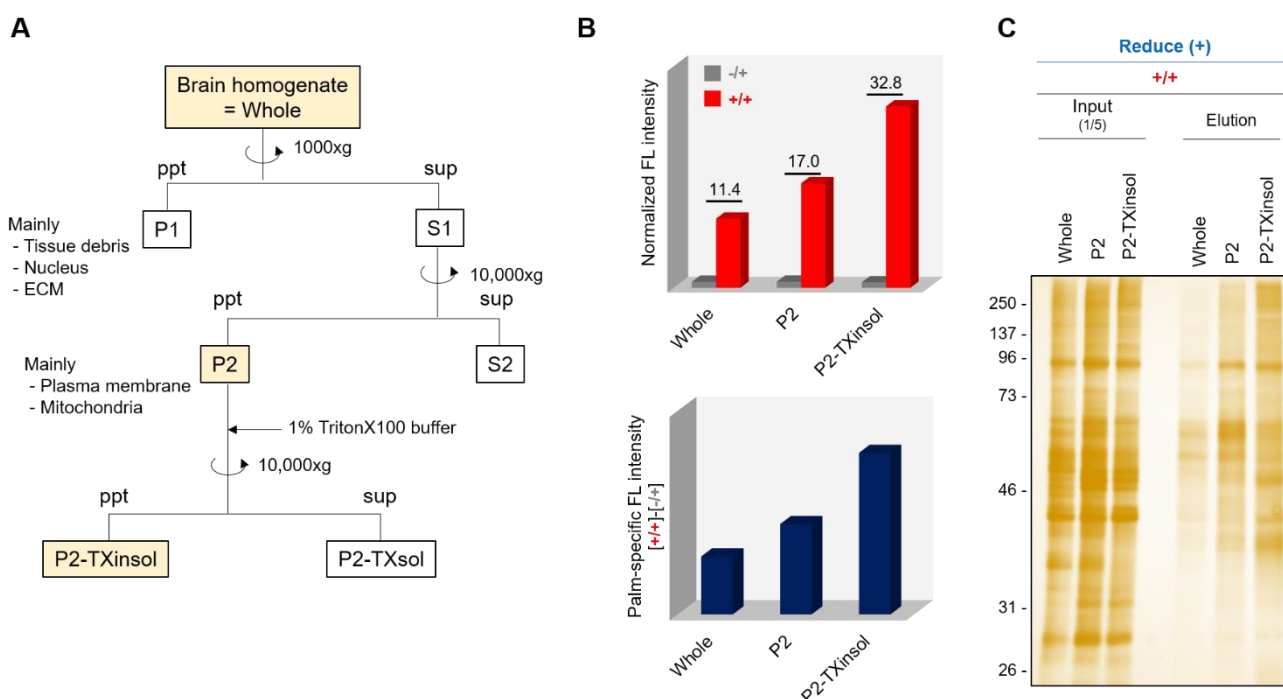 A
Brain homogenate
= Whole
1000xg
ppt
sup
P1
S1
Mainly
- Tissue debris
- Nucleus
- ECM
10,000xg
ppt
sup
P2
S2
Mainly
- Plasma membrane
- Mitochondria
1% TritonX100 buffer
10,000xg
ppt
sup
P2-TXinsol
P2-TXsol
B
Normalized FL intensity
-/+
+/+
11.4
17.0
32.8
Whole
P2
P2-TXinsol
Palm-specific FL intensity
[+/+]-[-/+]
Whole
P2
P2-TXinsol
C
Reduce (+)
+/+
Input
(1/5)
Elution
Whole
P2
P2-TXinsol
Whole
P2
P2-TXinsol
250 -
137 -
96 -
73 -
46 -
31 -
26 -